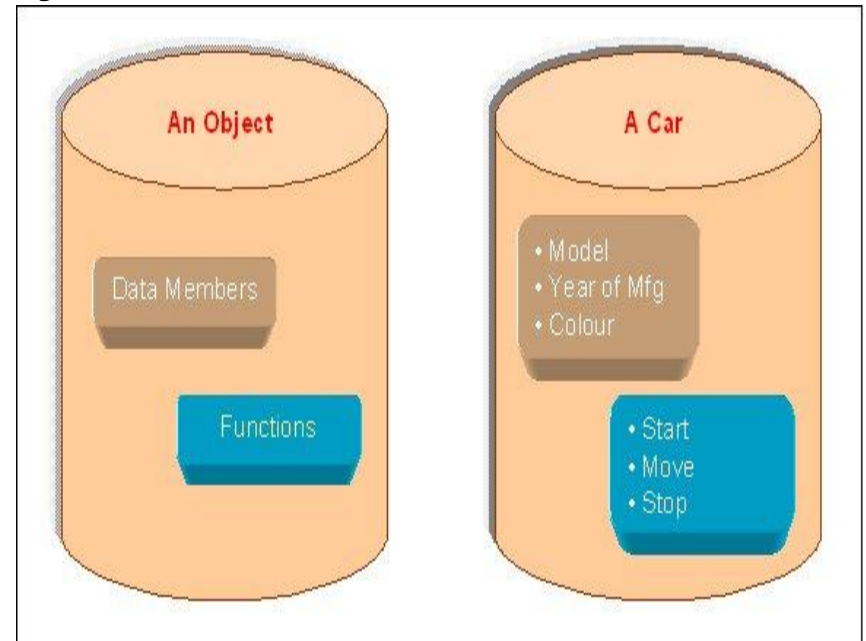 An Object
Data Members
Functions
A Car
• Model
• Year of Mfg
• Colour
• Start
• Move
• Stop